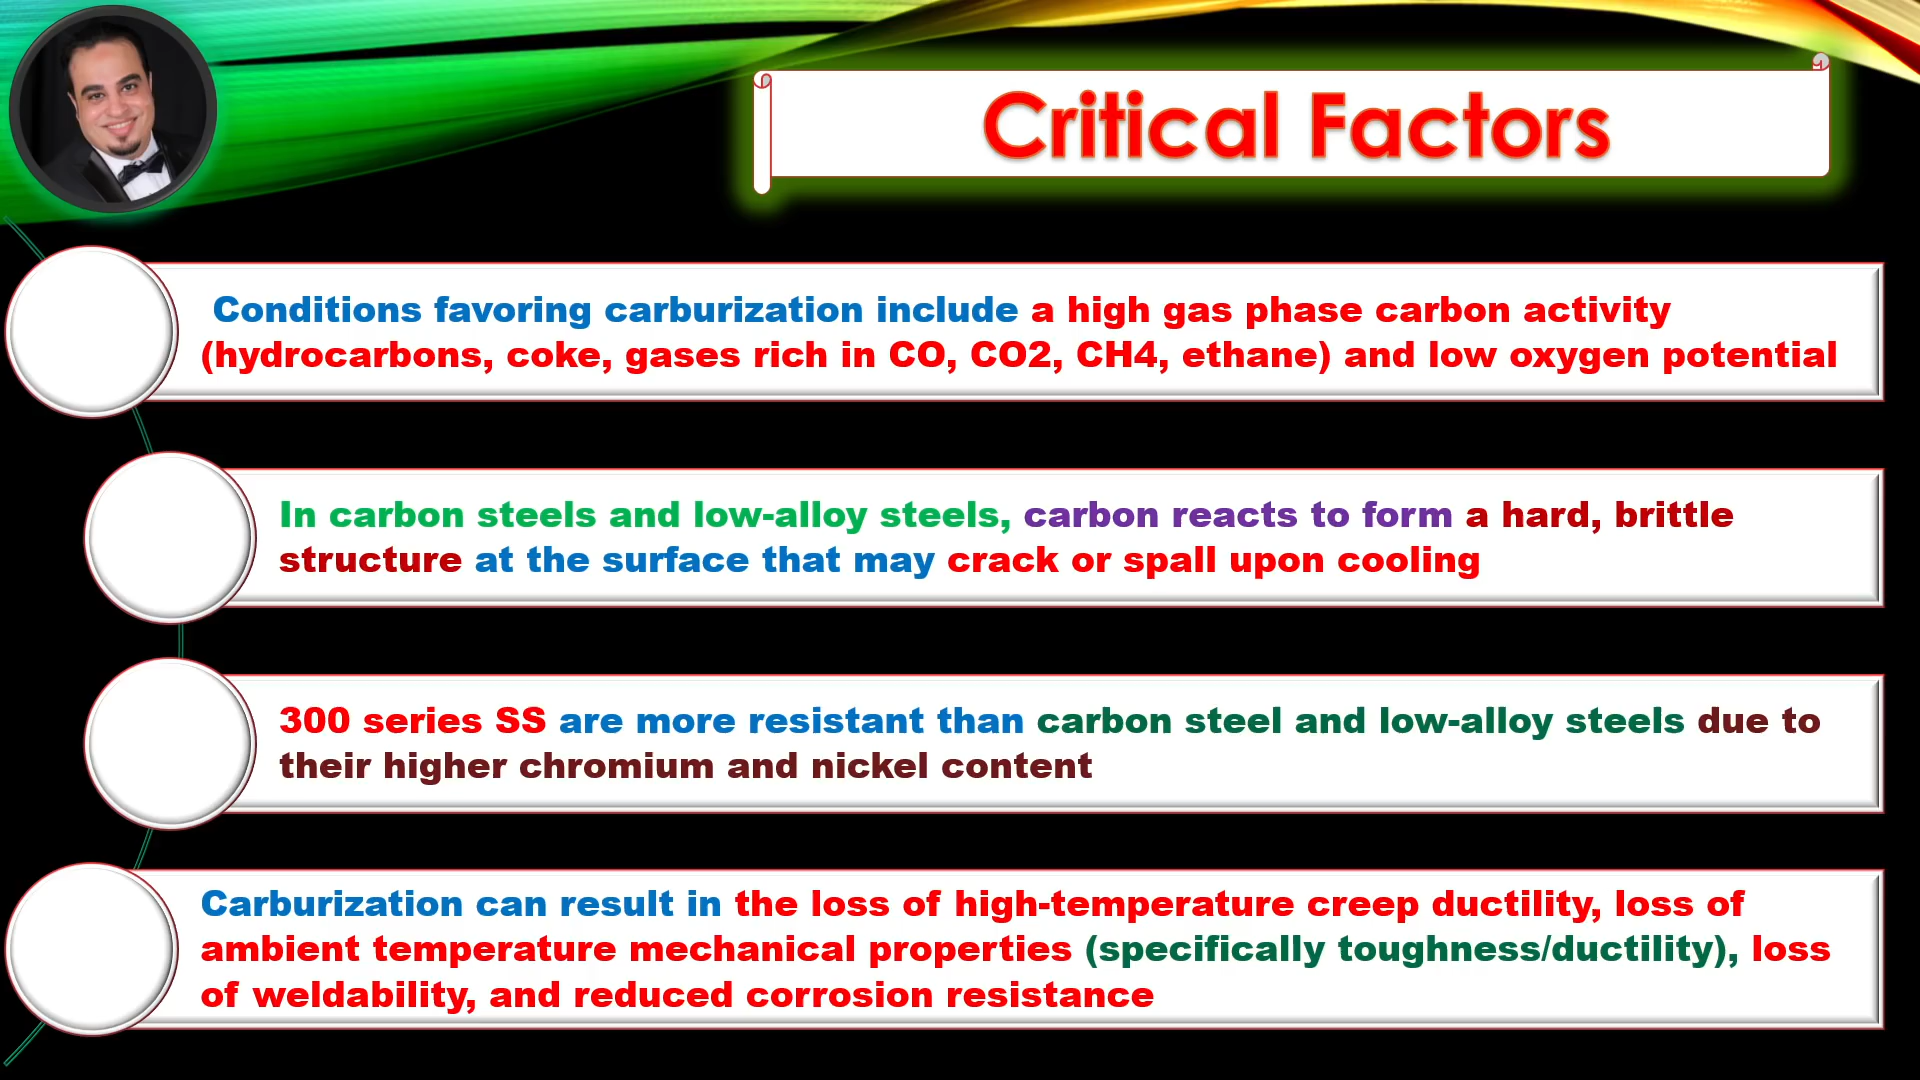 Critical Factors
Conditions favoring carburization include a high gas phase carbon activity
(hydrocarbons, coke, gases rich in CO, CO2, CH4, ethane) and low oxygen potential
In carbon steels and low-alloy steels, carbon reacts to form a hard, brittle
structure at the surface that may crack or spall upon cooling
300 series SS are more resistant than carbon steel and low-alloy steels due to
their higher chromium and nickel content
Carburization can result in the loss of high-temperature creep ductility, loss of
ambient temperature mechanical properties (specifically toughness/ductility), loss
of weldability, and reduced corrosion resistance